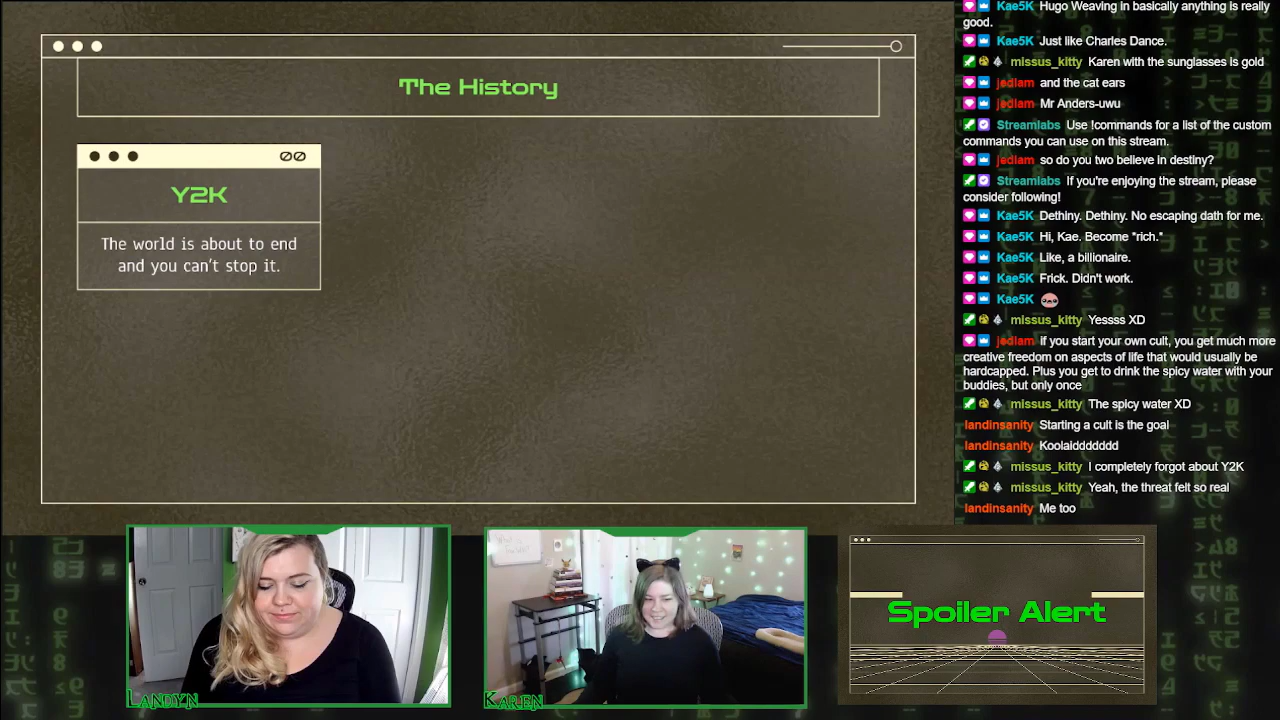 The History
00
Y2K
The world is about to end
and you can't stop it.
Kae5K Hugo Weaving in basically anything is really
good.
Kae5K Just like Charles Dance.
missus_kitty Karen with the sunglasses is gold
jedlam and the cat ears
jedlam Mr Anders-uwu
Streamlabs Use !commands for a list of the custom
commands you can use on this stream.
jedlam so do you two believe in destiny?
Streamlabs If you're enjoying the stream, please
consider following!
Kae5K Dethiny. Dethiny. No escaping dath for me.
Kae5K Hi, Kae. Become "rich."
Kae5K Like, a billionaire.
Kae5K Frick. Didn't work.
Kae5K
missus_kitty Yessss XD
jedlam if you start your own cult, you get much more
creative freedom on aspects of life that would usually be
hardcapped. Plus you get to drink the spicy water with your
buddies, but only once
missus_kitty The spicy water XD
landinsanity Starting a cult is the goal
landinsanity Koolaiddddddd
missus_kitty I completely forgot about Y2K
missus_kitty Yeah, the threat felt so real
landinsanity Me too
Landyn
Karen
Spoiler Alert